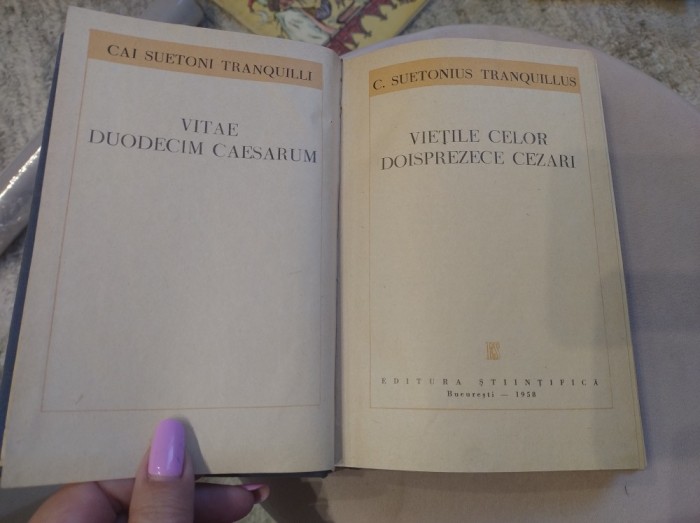 CAI SUETONI TRANQUILLI
VITAE
DUODECIM CAESARUM
C. SUETONIUS TRANQUILLUS
VIEȚILE CELOR
DOISPREZECE CEZARI
EDITURA ȘTIINȚIFICĂ
București — 1958